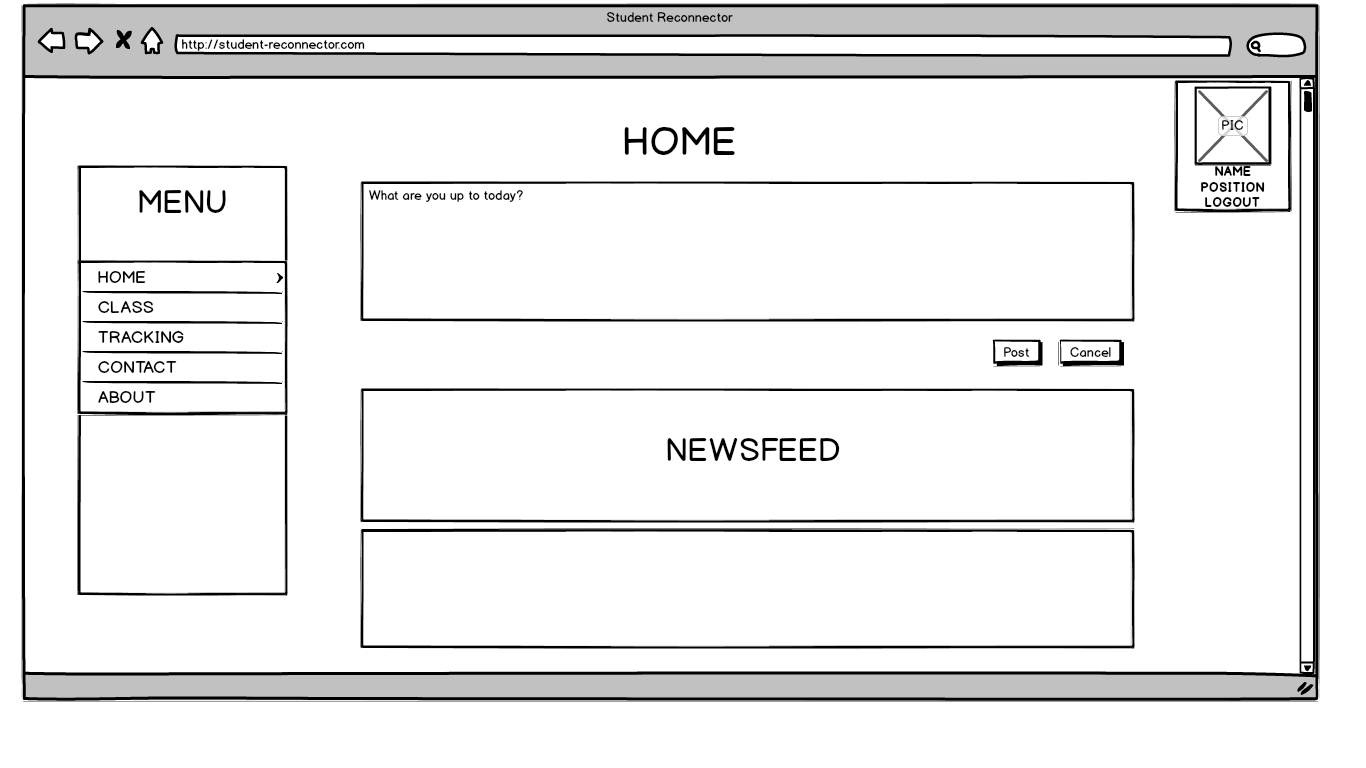 Student Reconnector
http://student-reconnector.com
PIC
NAME
POSITION
LOGOUT
HOME
MENU
HOME
CLASS
TRACKING
CONTACT
ABOUT
What are you up to today?
Post
Cancel
NEWSFEED